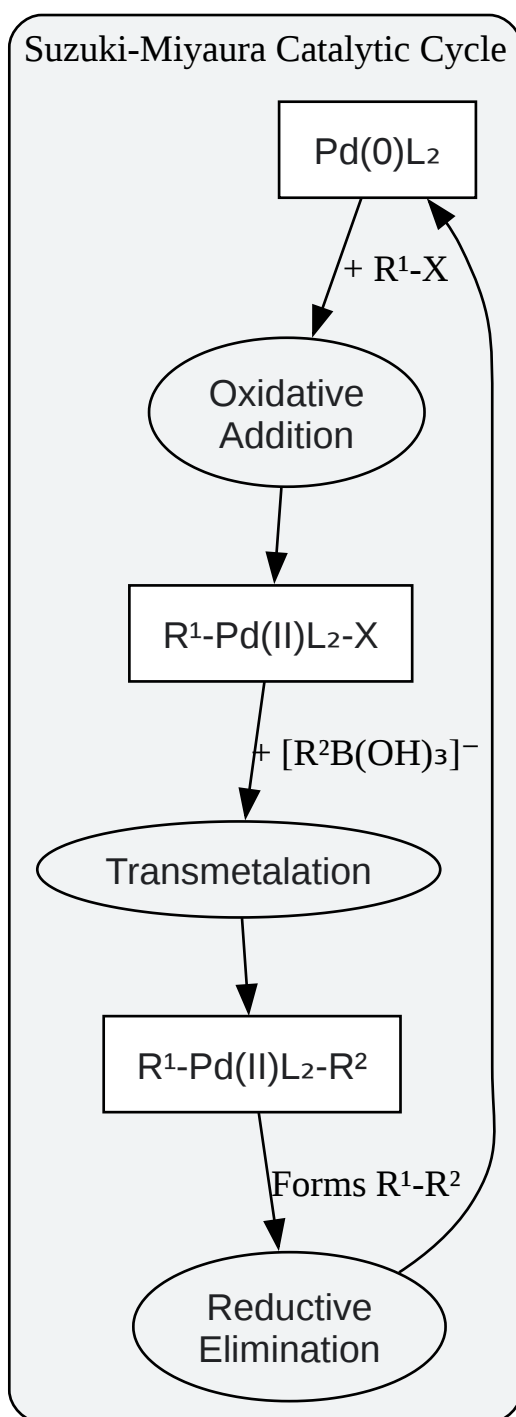 Suzuki-Miyaura Catalytic Cycle
Pd(0)L₂
+ R¹-X
Oxidative
Addition
R¹-Pd(II)L₂-X
+ [R²B(OH)₃]⁻
Transmetalation
R¹-Pd(II)L₂-R²
Forms R¹-R²
Reductive
Elimination